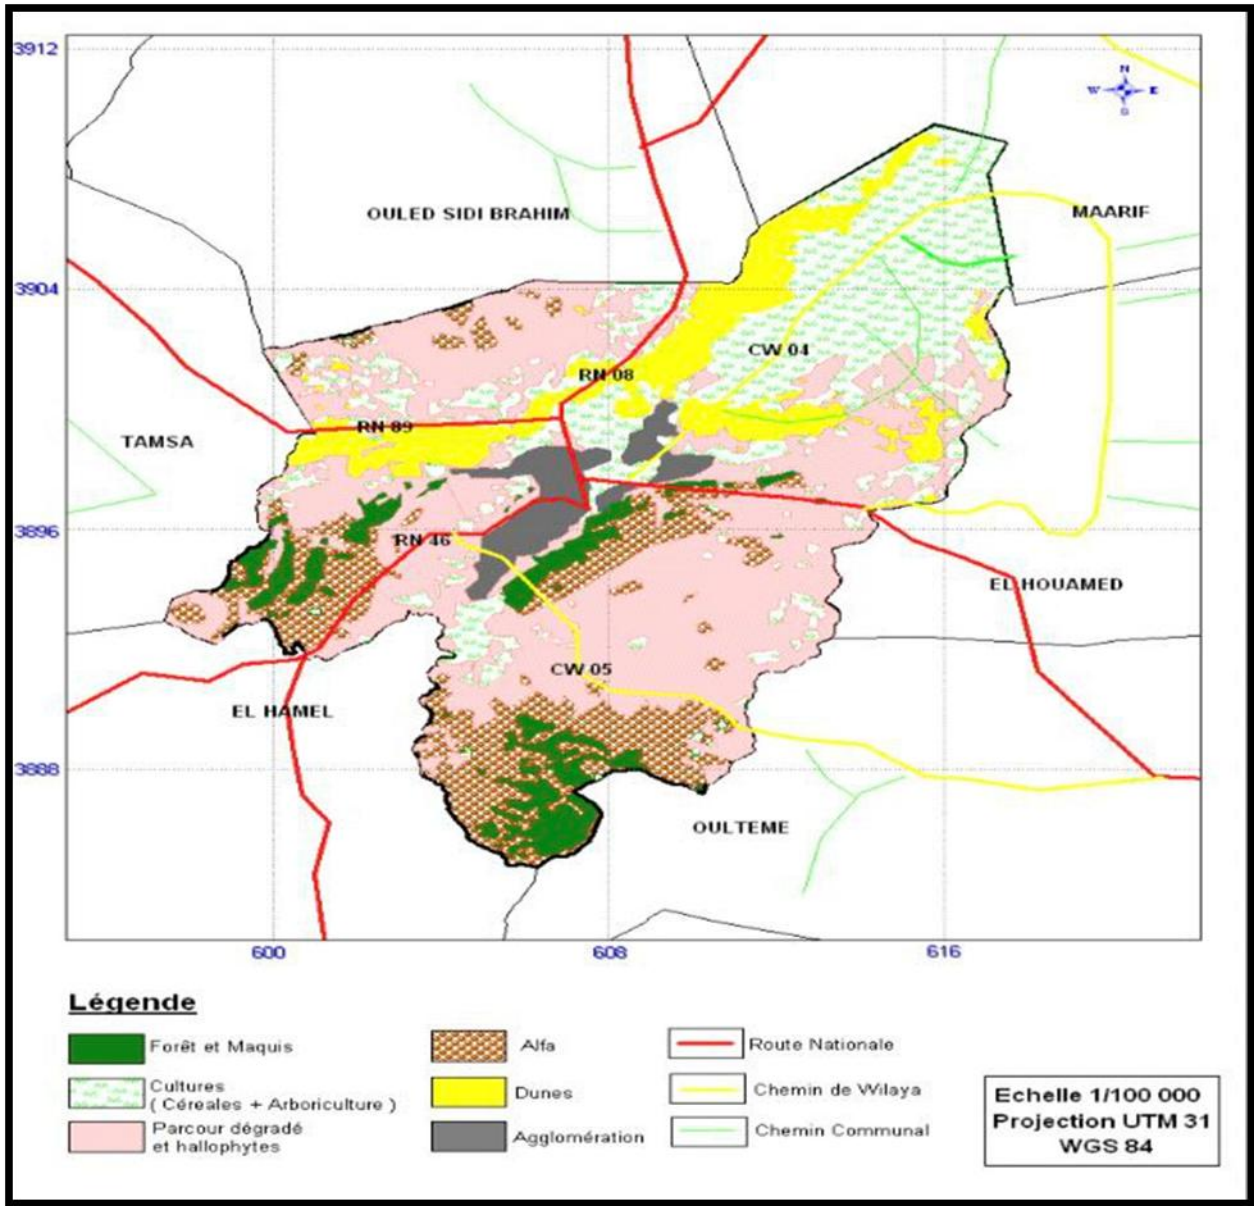 3912
N
W E
S
OULED SIDI BRAHIM
MAARIF
3904
CW 04
RN 08
RN 89
TAMSA
3896
RN 46
EL HOUAMED
CW 05
EL HAMEL
3888
OULTEME
600 608 616
Légende
Forêt et Maquis
Alfa
Route Nationale
Cultures
( Céreales + Arboriculture )
Dunes
Chemin de Wilaya
Parcour dégradé
et hallophytes
Agglomération
Chemin Communal
Echelle 1/100 000
Projection UTM 31
WGS 84